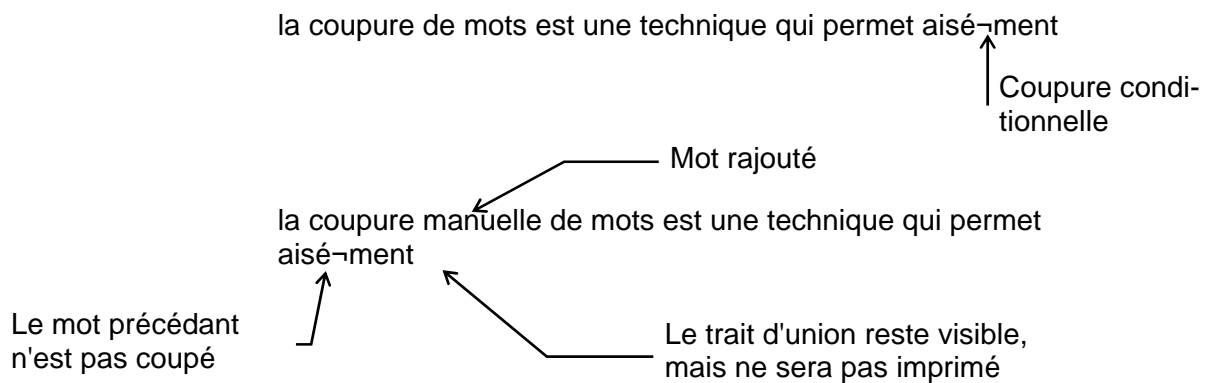 la coupure de mots est une technique qui permet aisé¬ment
Coupure condi-
tionnelle
Mot rajouté
la coupure manuelle de mots est une technique qui permet
aisé¬ment
Le mot précédant
n'est pas coupé
Le trait d'union reste visible,
mais ne sera pas imprimé